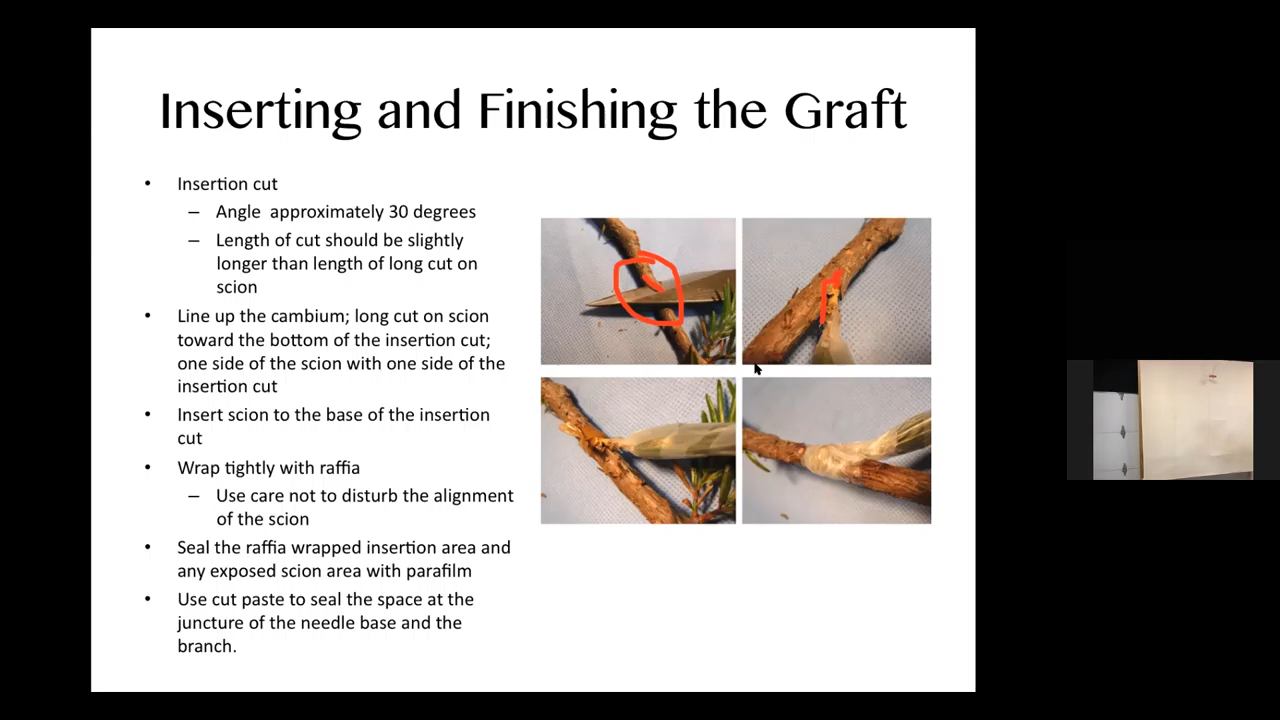 Inserting and Finishing the Graft
• Insertion cut
– Angle  approximately 30 degrees
– Length of cut should be slightly
longer than length of long cut on
scion
• Line up the cambium; long cut on scion
toward the bottom of the insertion cut;
one side of the scion with one side of the
insertion cut
• Insert scion to the base of the insertion
cut
• Wrap tightly with raffia
– Use care not to disturb the alignment
of the scion
• Seal the raffia wrapped insertion area and
any exposed scion area with parafilm
• Use cut paste to seal the space at the
juncture of the needle base and the
branch.